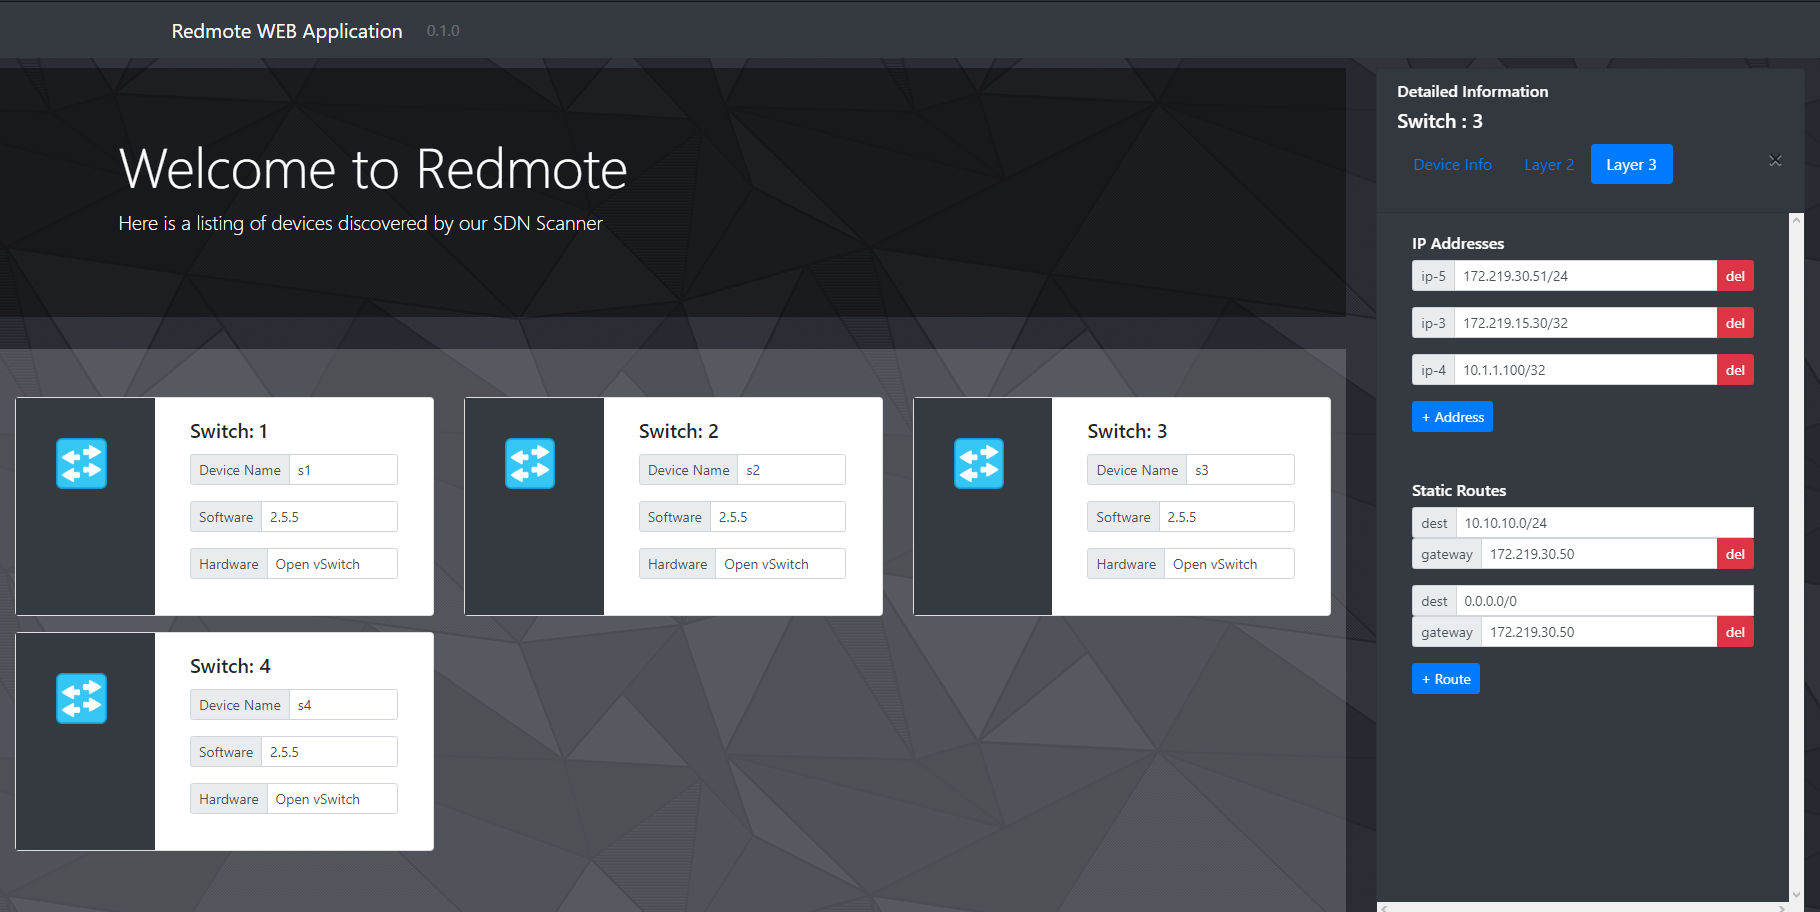 Redmote WEB Application 0.1.0
Welcome to Redmote
Here is a listing of devices discovered by our SDN Scanner
Switch: 1
Device Name s1
Software 2.5.5
Hardware Open vSwitch
Switch: 2
Device Name s2
Software 2.5.5
Hardware Open vSwitch
Switch: 3
Device Name s3
Software 2.5.5
Hardware Open vSwitch
Switch: 4
Device Name s4
Software 2.5.5
Hardware Open vSwitch
Detailed Information
Switch : 3
Device Info Layer 2 Layer 3
IP Addresses
ip-5 172.219.30.51/24 del
ip-3 172.219.15.30/32 del
ip-4 10.1.1.100/32 del
+ Address
Static Routes
dest 10.10.10.0/24
gateway 172.219.30.50 del
dest 0.0.0.0/0
gateway 172.219.30.50 del
+ Route